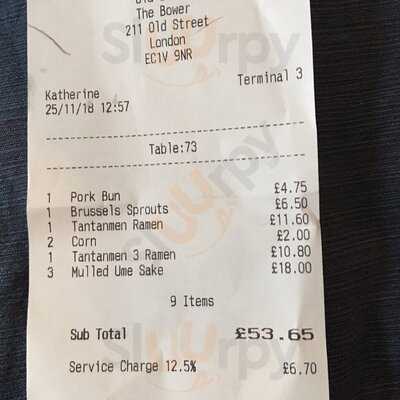 The Bower
211 Old Street
London
EC1V 9NR
Terminal 3
Katherine
25/11/18 12:57
Table:73
1 Pork Bun £4.75
1 Brussels Sprouts £6.50
1 Tantanmen Ramen £11.60
2 Corn £2.00
1 Tantanmen 3 Ramen £10.80
3 Mulled Ume Sake £18.00
9 Items
Sub Total £53.65
Service Charge 12.5% £6.70
Sluurpy
Sluurpy
Sluurpy